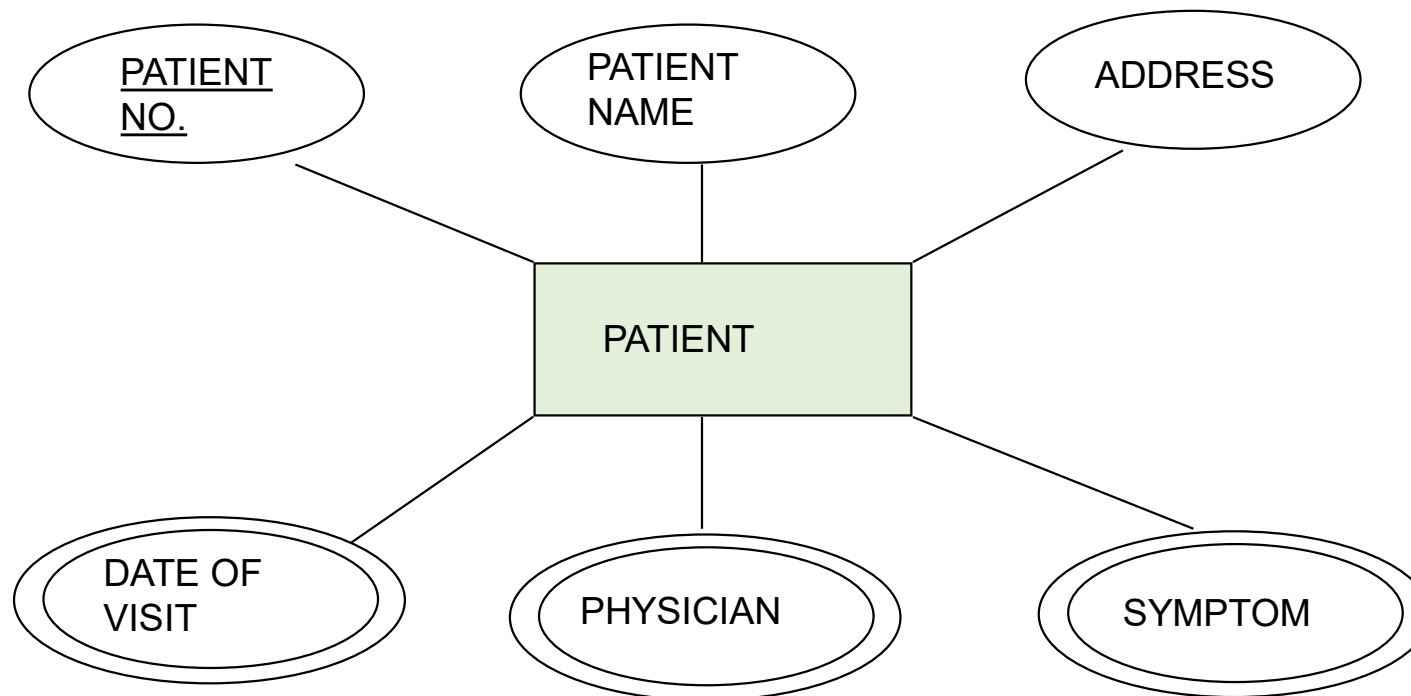 PATIENT
NO.
PATIENT
NAME
ADDRESS
PATIENT
DATE OF
VISIT
PHYSICIAN
SYMPTOM